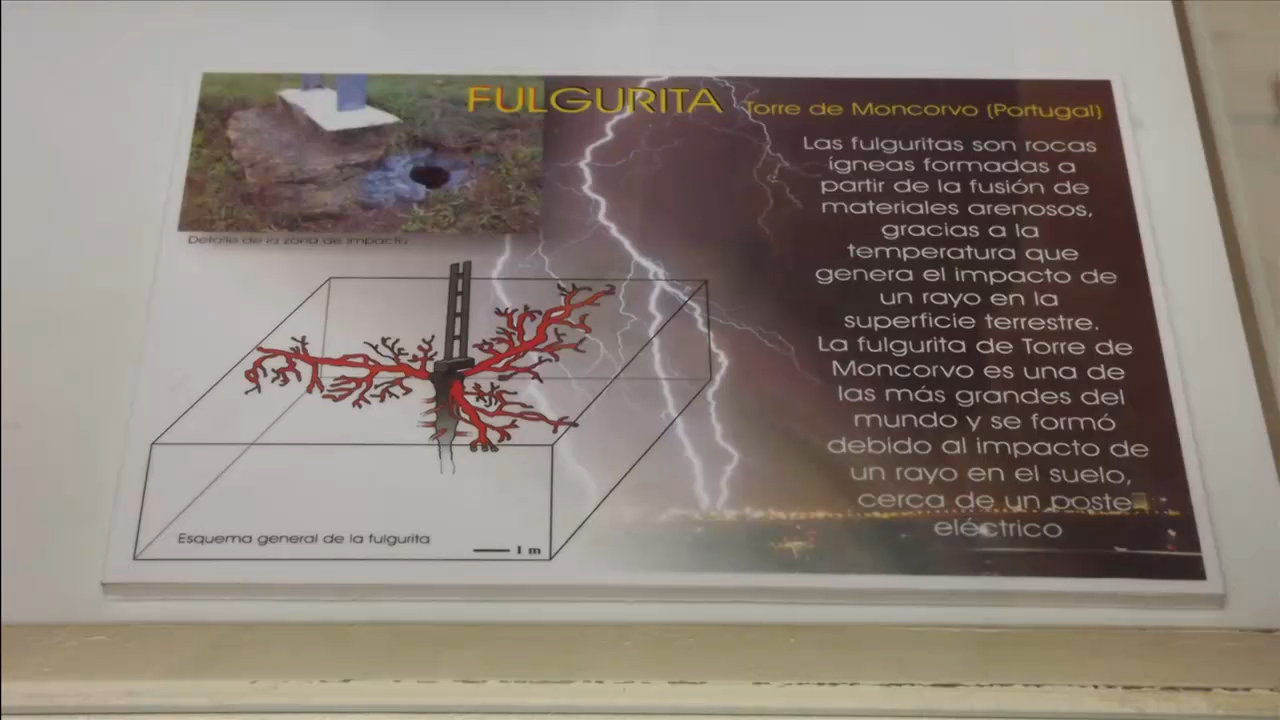 FULGURITA Torre de Moncorvo (Portugal)
Las fulguritas son rocas
ígneas formadas a
partir de la fusión de
materiales arenosos,
gracias a la
temperatura que
genera el impacto de
un rayo en la
superficie terrestre.
La fulgurita de Torre de
Moncorvo es una de
las más grandes del
mundo y se formó
debido al impacto de
un rayo en el suelo,
cerca de un poste
eléctrico
Detalle de la zona de impacto
Esquema general de la fulgurita
1 m